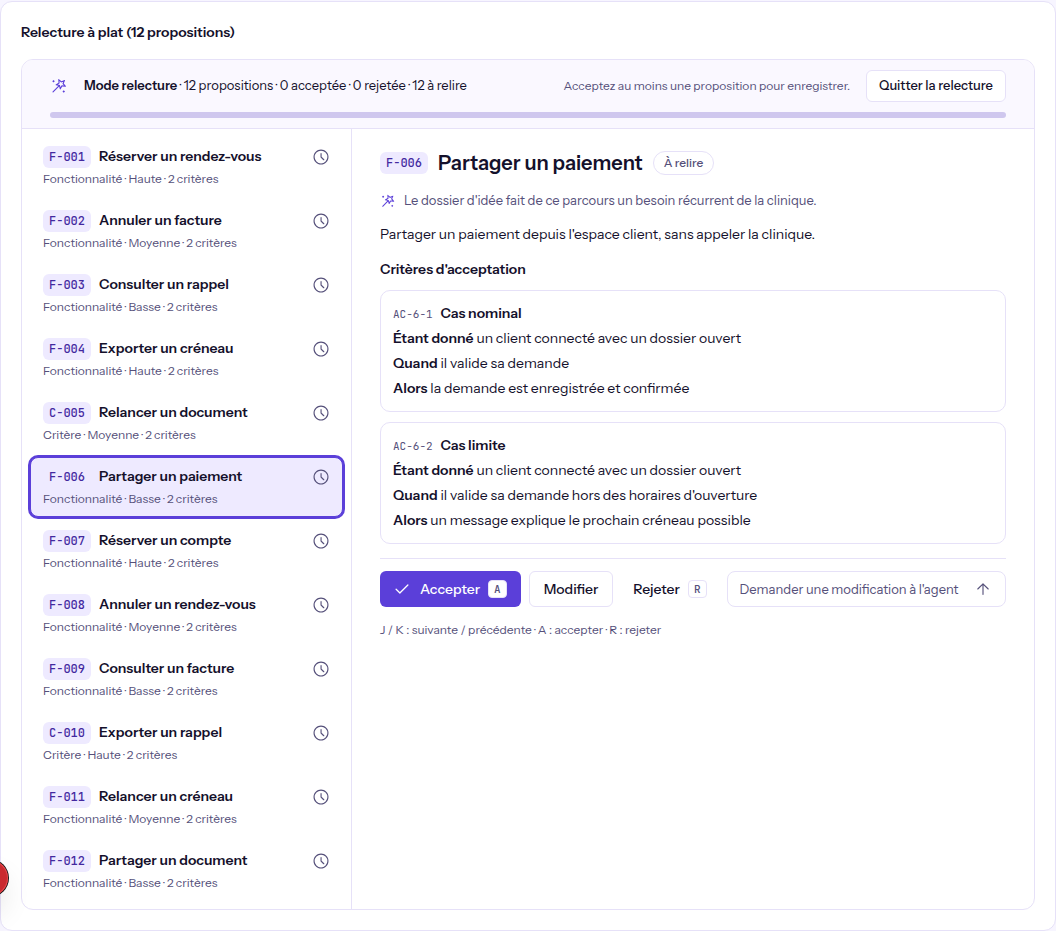 Relecture à plat (12 propositions)
Mode relecture · 12 propositions · 0 acceptée · 0 rejetée · 12 à relire
Acceptez au moins une proposition pour enregistrer.
Quitter la relecture
F-001 Réserver un rendez-vous
Fonctionnalité · Haute · 2 critères
F-002 Annuler un facture
Fonctionnalité · Moyenne · 2 critères
F-003 Consulter un rappel
Fonctionnalité · Basse · 2 critères
F-004 Exporter un créneau
Fonctionnalité · Haute · 2 critères
C-005 Relancer un document
Critère · Moyenne · 2 critères
F-006 Partager un paiement
Fonctionnalité · Basse · 2 critères
F-007 Réserver un compte
Fonctionnalité · Haute · 2 critères
F-008 Annuler un rendez-vous
Fonctionnalité · Moyenne · 2 critères
F-009 Consulter un facture
Fonctionnalité · Basse · 2 critères
C-010 Exporter un rappel
Critère · Haute · 2 critères
F-011 Relancer un créneau
Fonctionnalité · Moyenne · 2 critères
F-012 Partager un document
Fonctionnalité · Basse · 2 critères
F-006 Partager un paiement À relire
Le dossier d'idée fait de ce parcours un besoin récurrent de la clinique.
Partager un paiement depuis l'espace client, sans appeler la clinique.
Critères d'acceptation
AC-6-1 Cas nominal
Étant donné un client connecté avec un dossier ouvert
Quand il valide sa demande
Alors la demande est enregistrée et confirmée
AC-6-2 Cas limite
Étant donné un client connecté avec un dossier ouvert
Quand il valide sa demande hors des horaires d'ouverture
Alors un message explique le prochain créneau possible
Accepter A
Modifier
Rejeter R
Demander une modification à l'agent
J / K : suivante / précédente · A : accepter · R : rejeter